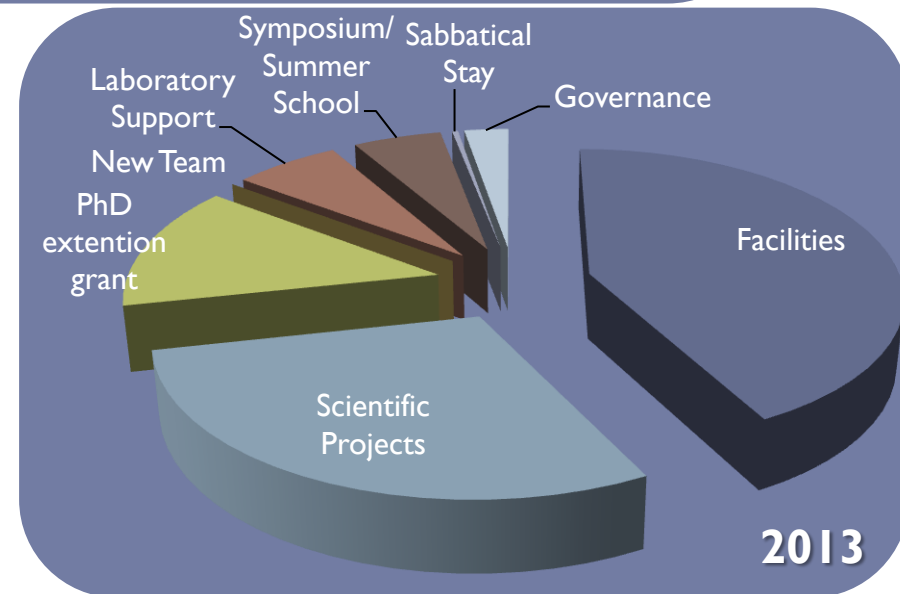 Symposium/
Summer
School
Sabbatical
Stay
Laboratory
Support
Governance
New Team
PhD
extention
grant
Facilities
Scientific
Projects
2013